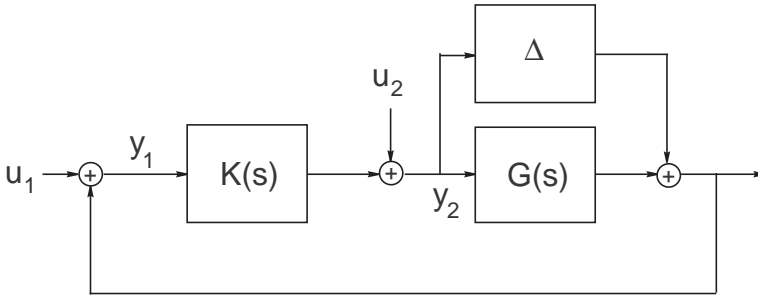 Δ
u2
y1
K(s)
G(s)
u1
y2
+
+
+